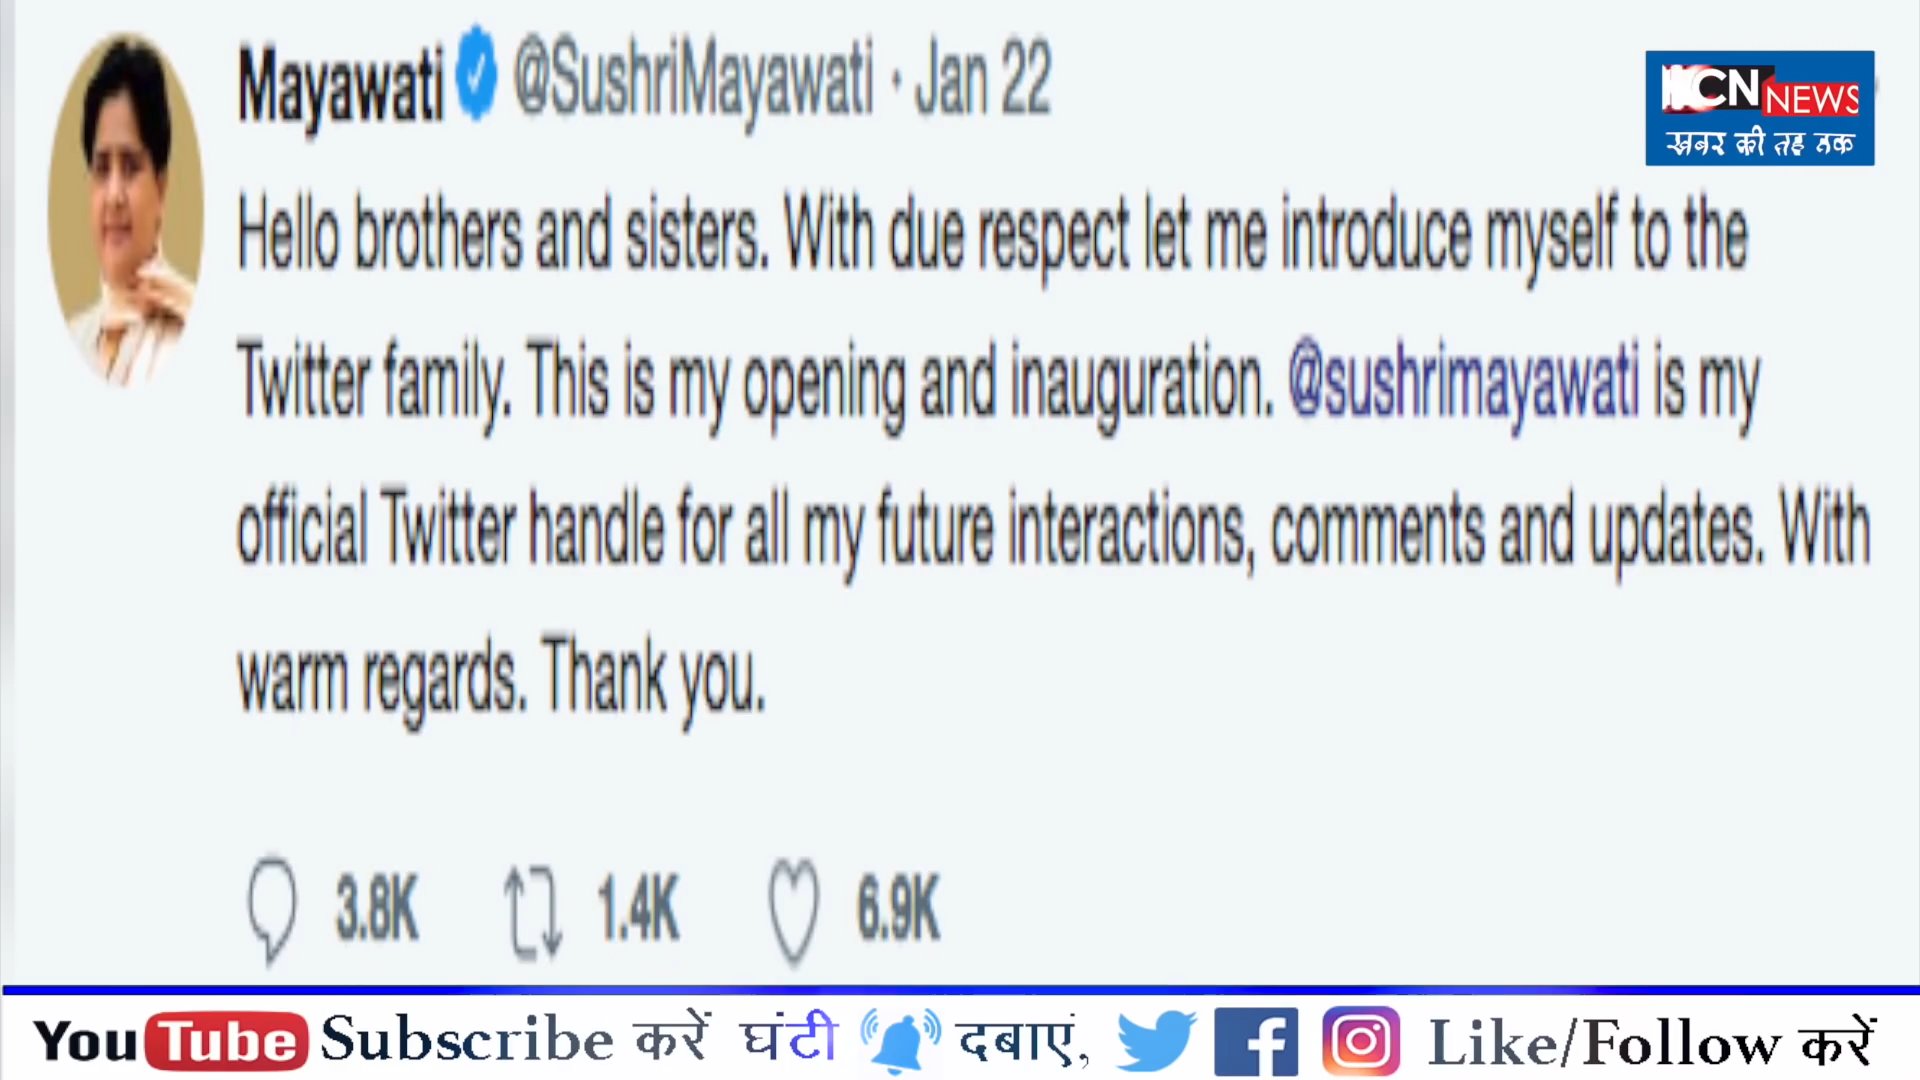 Mayawati @SushriMayawati · Jan 22
KCN NEWS
ख़बर की तह तक
Hello brothers and sisters. With due respect let me introduce myself to the
Twitter family. This is my opening and inauguration. @sushrimayawati is my
official Twitter handle for all my future interactions, comments and updates. With
warm regards. Thank you.
3.8K 1.4K 6.9K
YouTube Subscribe करें घंटी दबाएं, Like/Follow करें